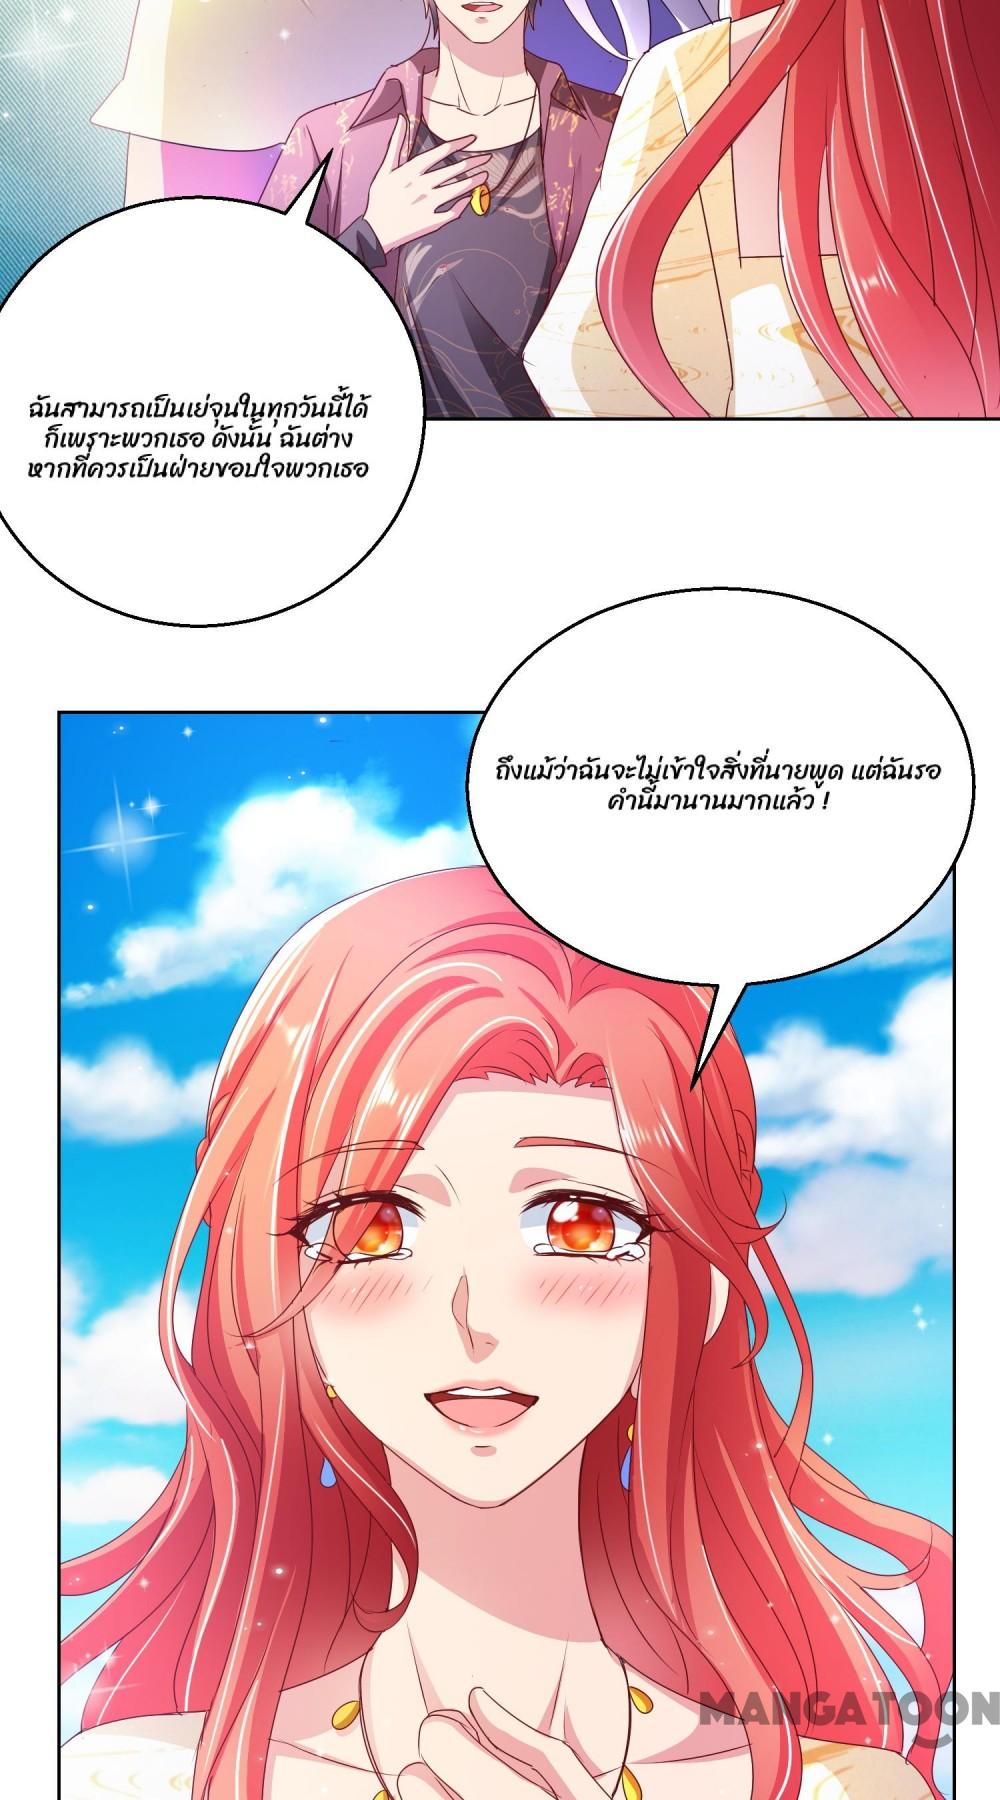 ฉันสามารถเป็นเย่จุนในทุกวันนี้ได้
ก็เพราะพวกเธอ ดังนั้น ฉันต่าง
หากที่ควรเป็นฝ่ายขอบใจพวกเธอ
ถึงแม้ว่าฉันจะไม่เข้าใจสิ่งที่นายพูด แต่ฉันรอ
คำนี้มานานมากแล้ว !
MANGATOON